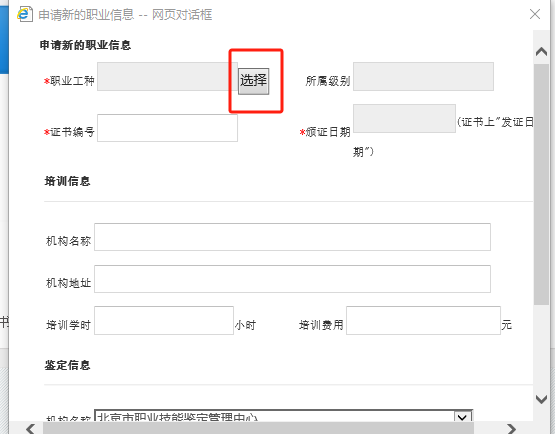 申请新的职业信息 -- 网页对话框
申请新的职业信息
*职业工种 选择 所属级别
*证书编号 *颁证日期 (证书上"发证日
期")
培训信息
机构名称
机构地址
培训学时 小时 培训费用 元
鉴定信息
机构名称 北京市职业技能鉴定管理中心
书